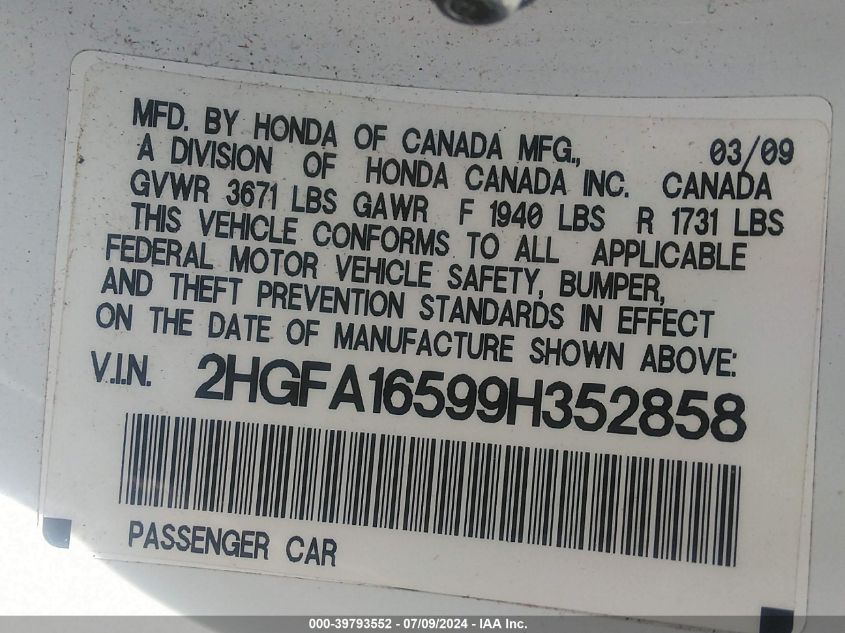 MFD. BY HONDA OF CANADA MFG., 03/09
A DIVISION OF HONDA CANADA INC. CANADA
GVWR 3671 LBS GAWR F 1940 LBS R 1731 LBS
THIS VEHICLE CONFORMS TO ALL APPLICABLE
FEDERAL MOTOR VEHICLE SAFETY, BUMPER,
AND THEFT PREVENTION STANDARDS IN EFFECT
ON THE DATE OF MANUFACTURE SHOWN ABOVE:
V.I.N. 2HGFA16599H352858
PASSENGER CAR
000-39793552 / 07/09/2024 - IAA Inc.